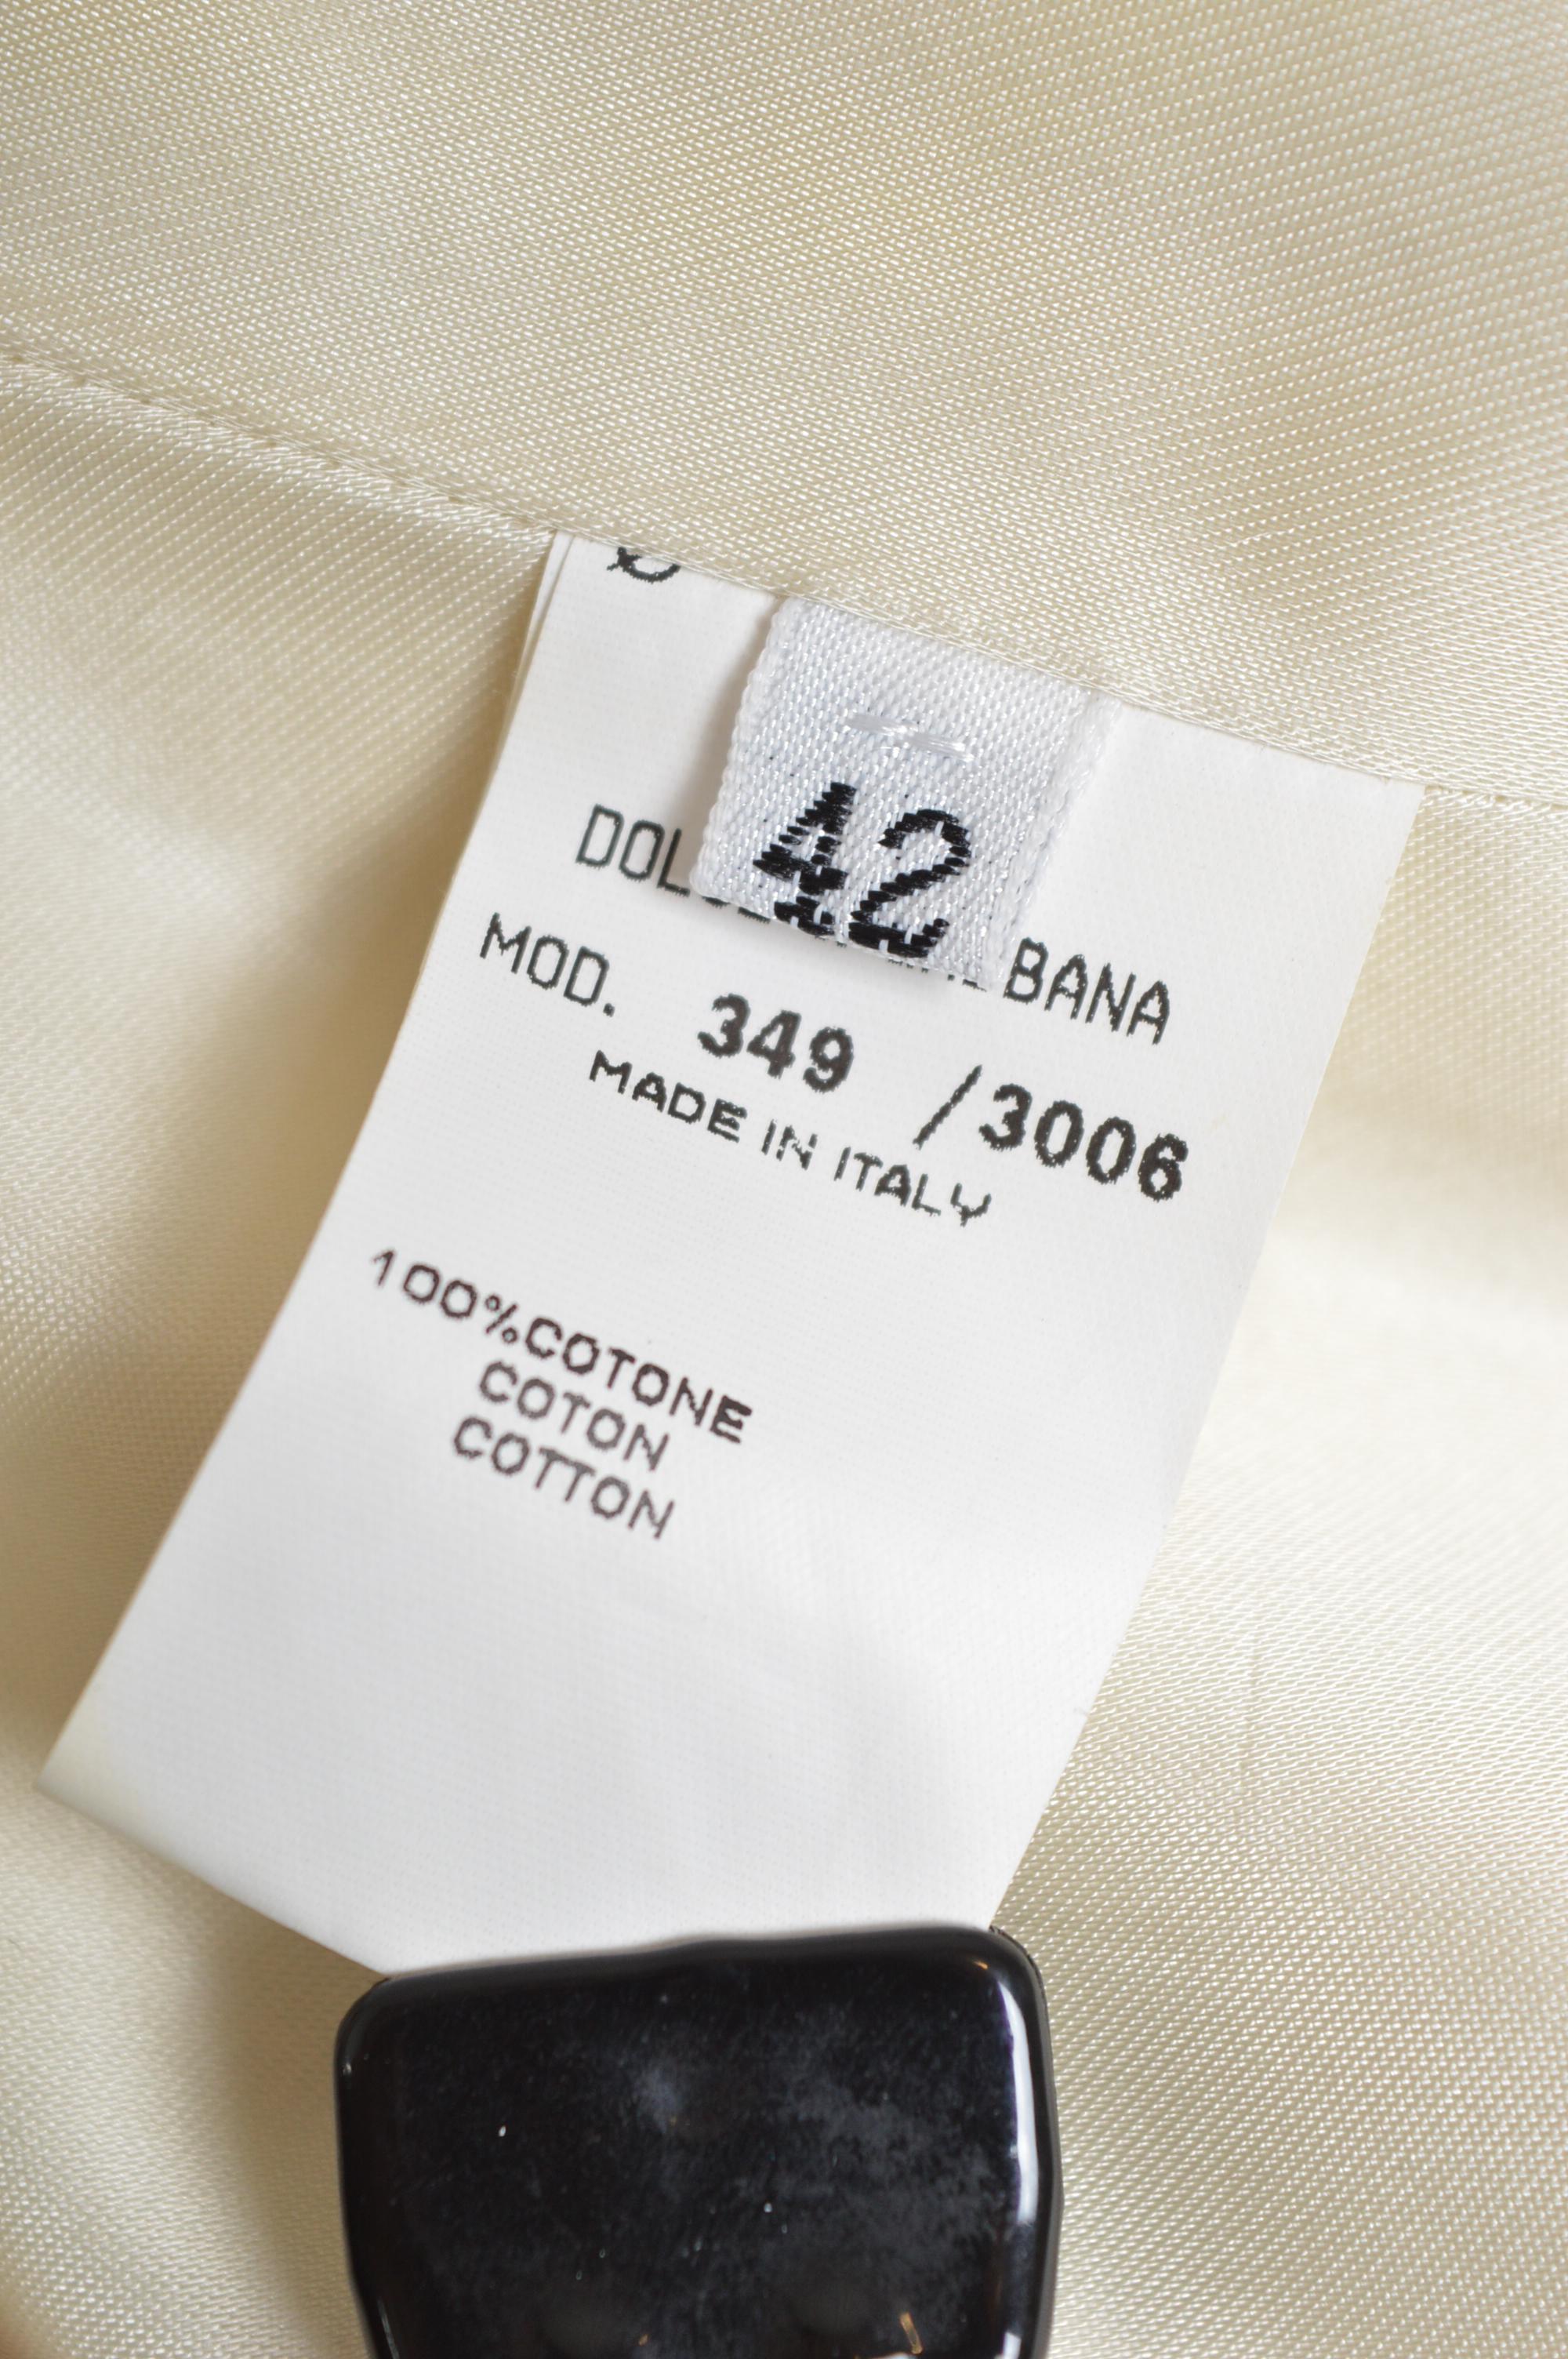 42
BANA
MOD. 349 /3006
MADE IN ITALY
100%COTONE
COTON
COTTON